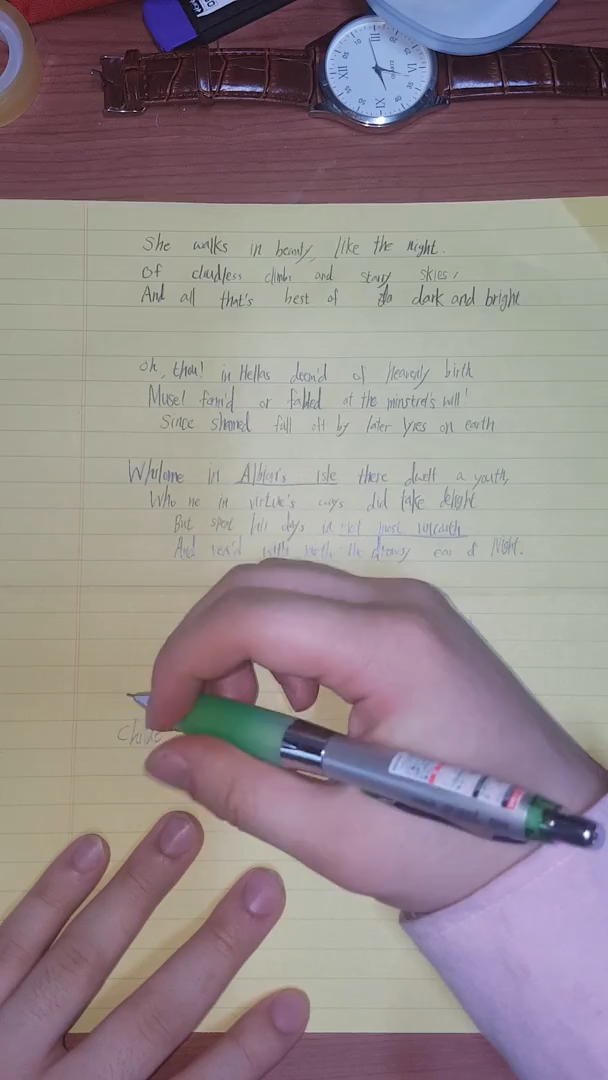 She walks in beauty, like the night.
Of cloudless climbs and starry skies,
And all that's best of dark and bright
Oh, thou! in Hellas deem'd of heavenly birth
Muse! form'd or fabled at the minstrel's will!
Since shamed full oft by later lyres on earth
Whilome in Albion's isle there dwelt a youth,
Who ne in virtue's ways did take delight
But spent his days in riot most uncouth
And vex'd with mirth the drowsy ear of Night.
Childe